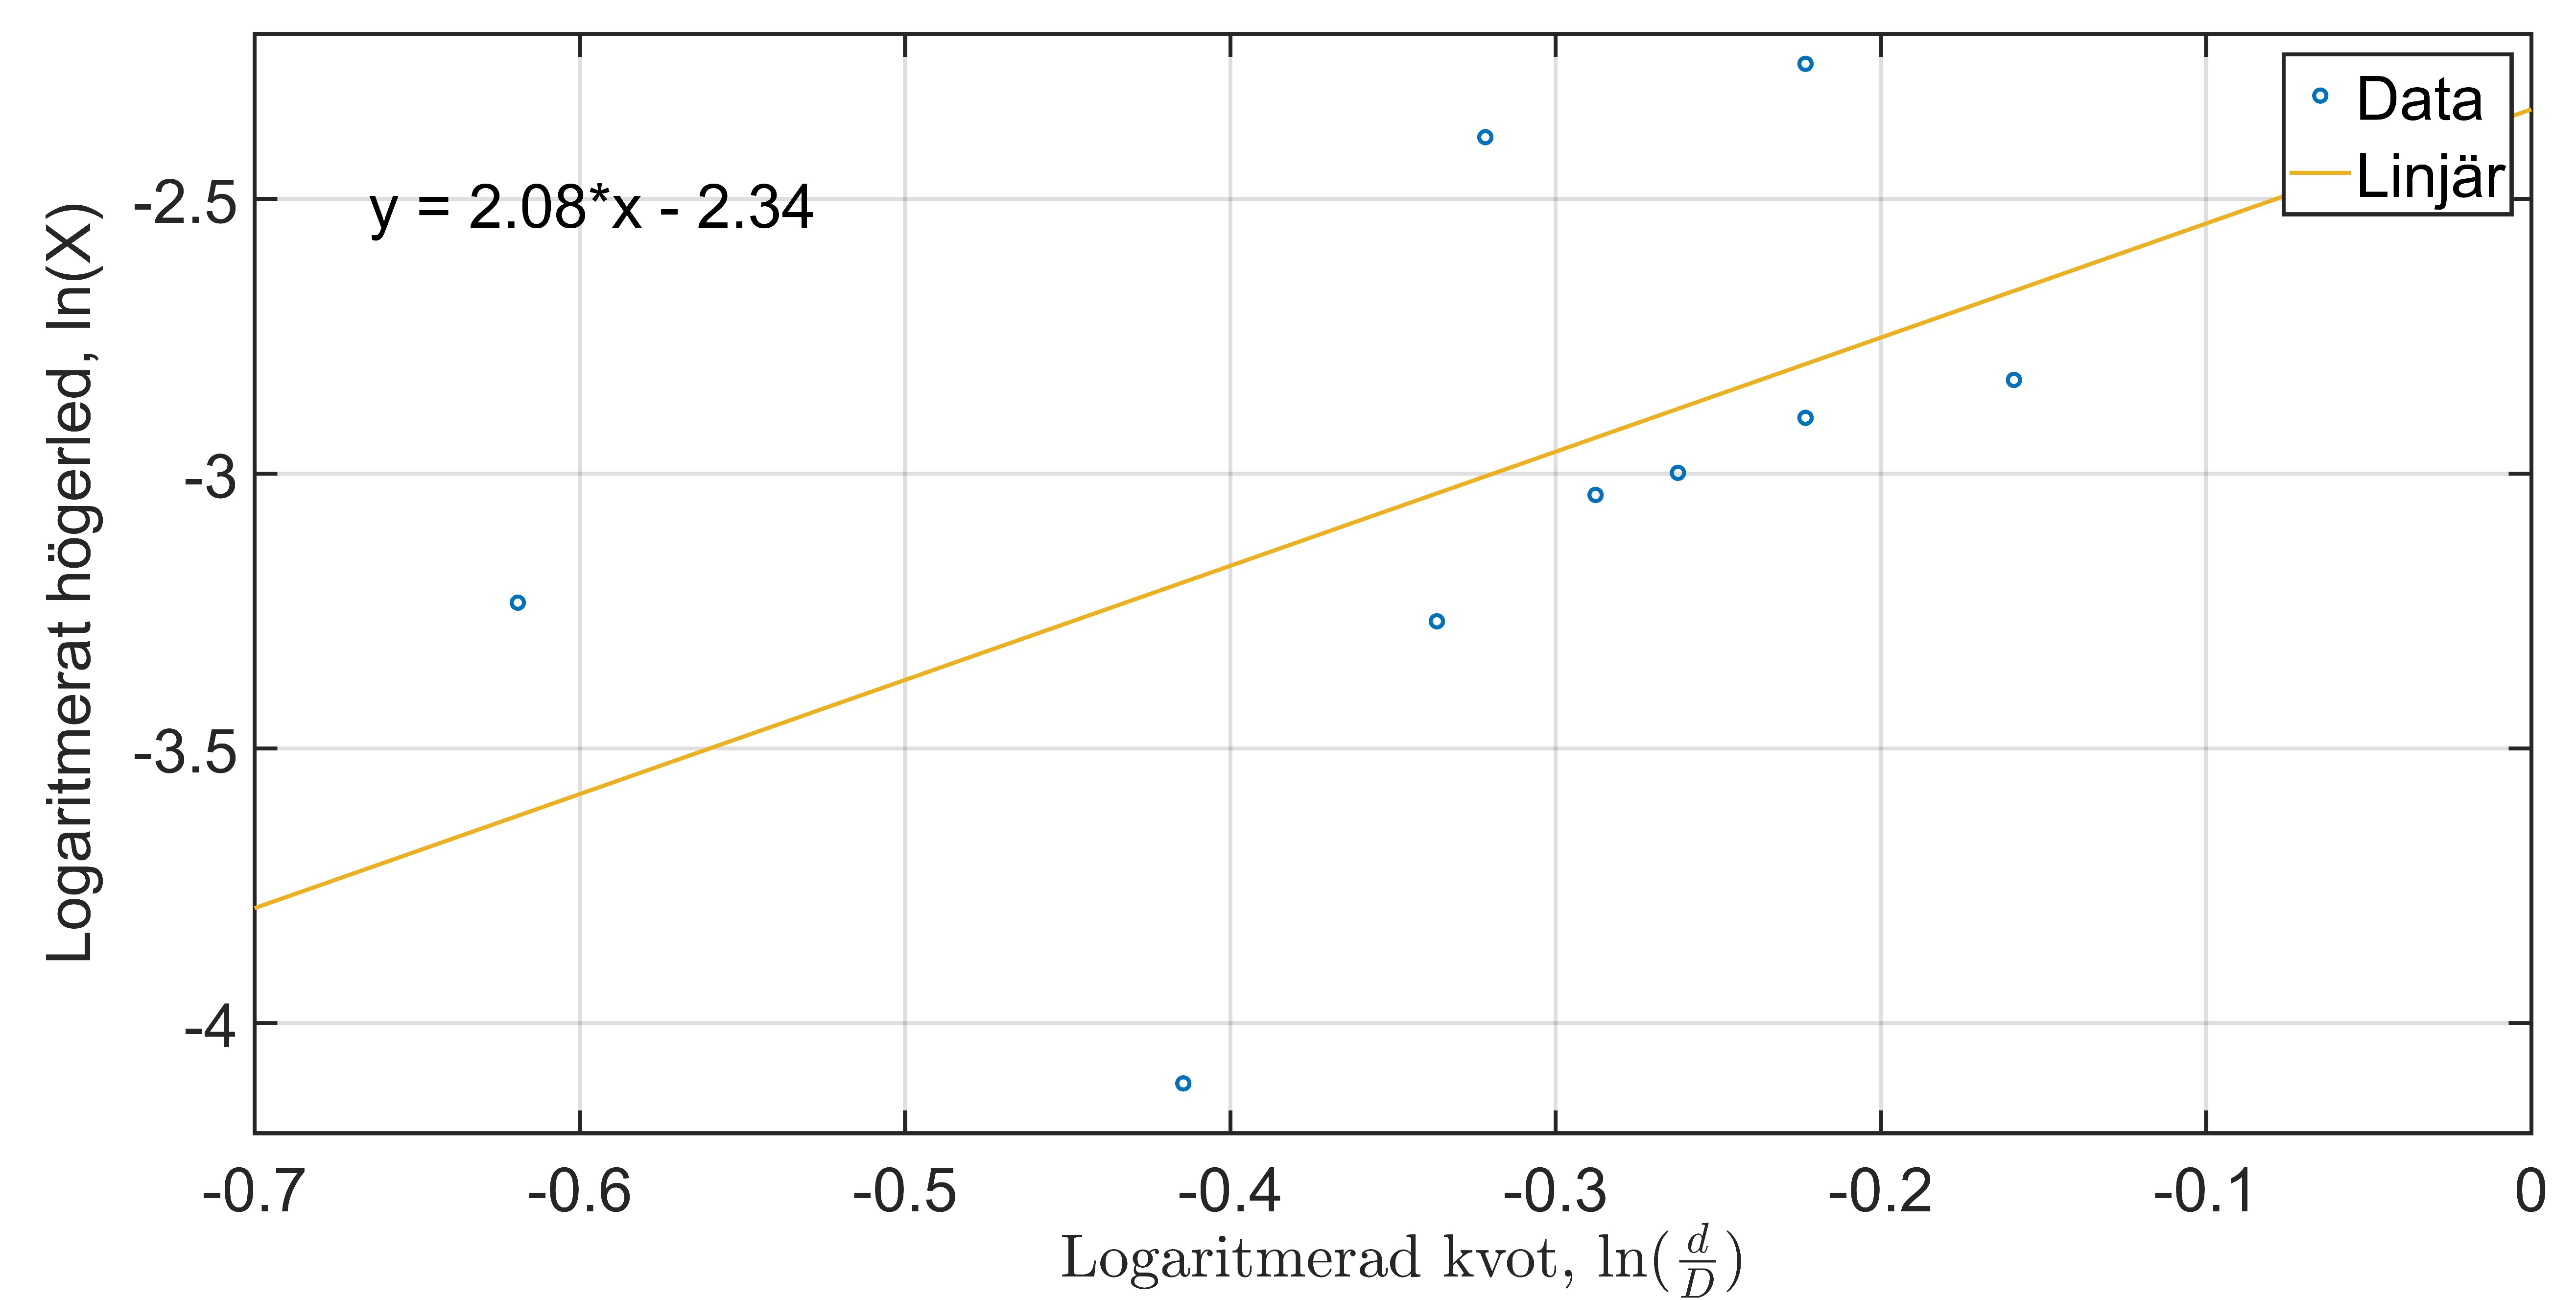 Data
Linjär
y = 2.08*x - 2.34
Logaritmerat högerled, ln(X)
-2.5
-3
-3.5
-4
-0.7 -0.6 -0.5 -0.4 -0.3 -0.2 -0.1 0
Logaritmerad kvot, ln(d/D)